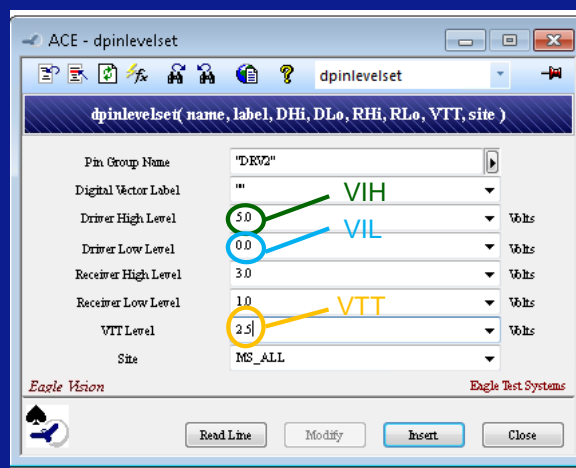 ACE - dpinlevelset
dpinlevelset
dpinlevelset( name, label, DHi, DLo, RHi, RLo, VTT, site )
Pin Group Name "DRV2"
Digital Vector Label ""
VIH
Driver High Level 5.0 Volts
VIL
Driver Low Level 0.0 Volts
Receiver High Level 3.0 Volts
Receiver Low Level 1.0 Volts
VTT
VTT Level 2.5 Volts
Site MS_ALL
Eagle Vision Eagle Test Systems
Read Line Modify Insert Close